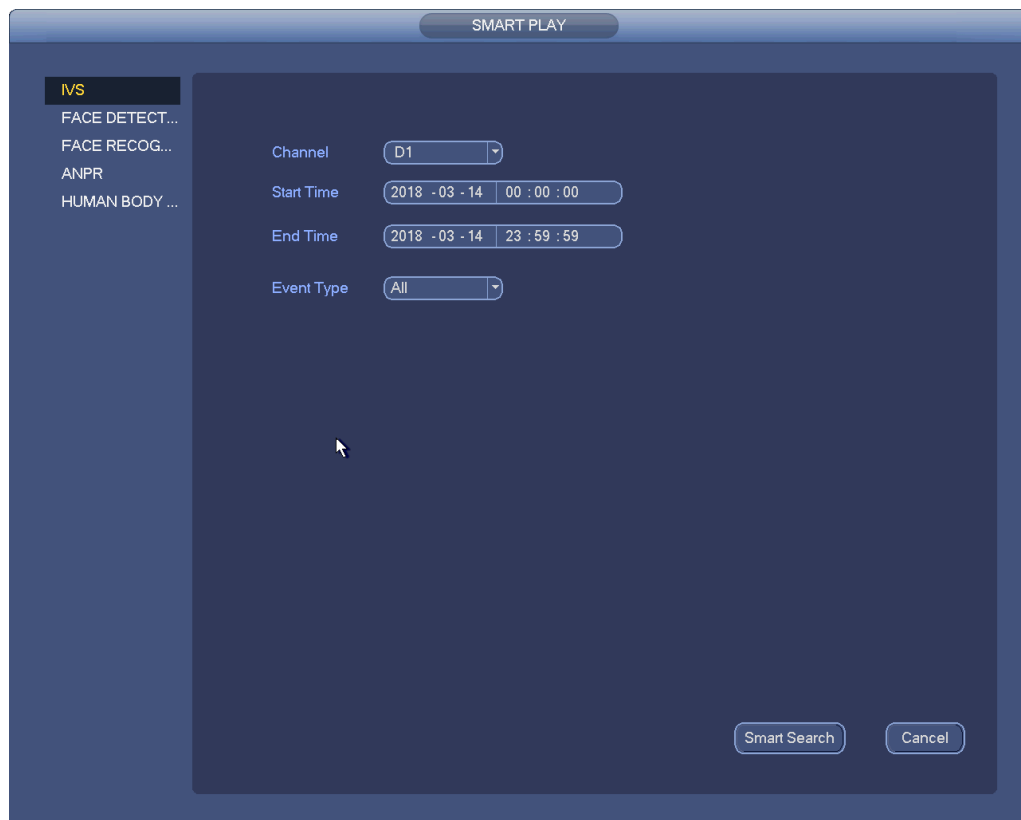 SMART PLAY
IVS
FACE DETECT...
FACE RECOG...
ANPR
HUMAN BODY ...
Channel D1
Start Time 2018 - 03 - 14 00 : 00 : 00
End Time 2018 - 03 - 14 23 : 59 : 59
Event Type All
Smart Search Cancel